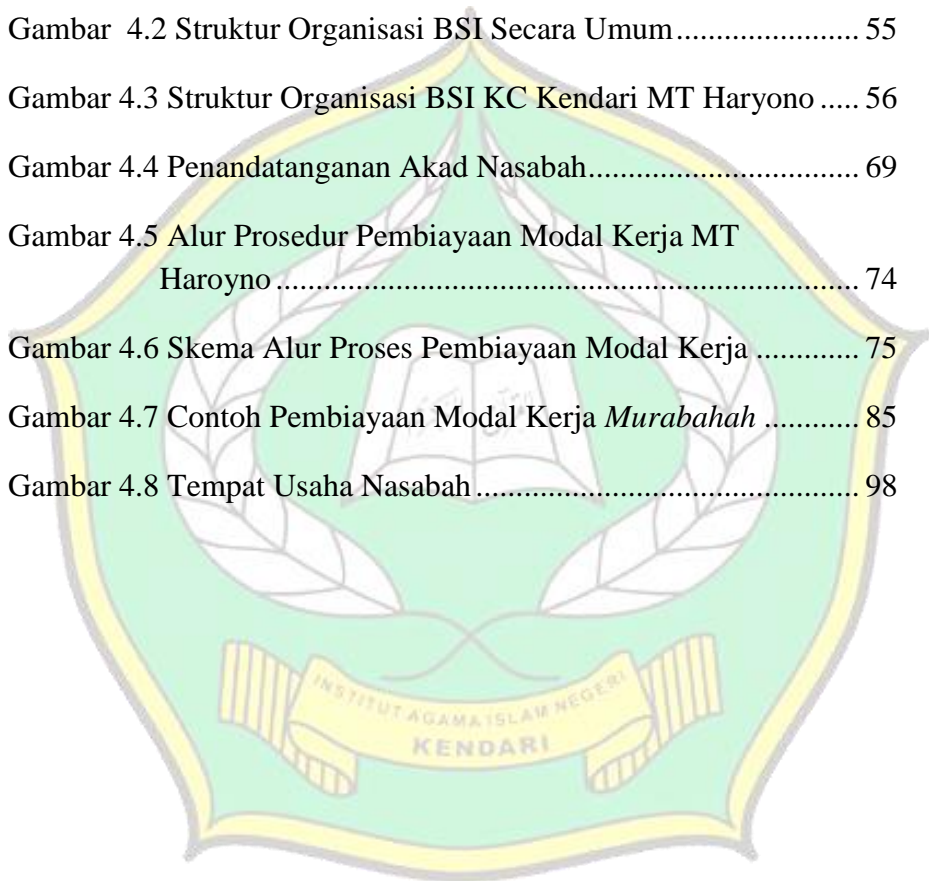 Gambar  4.2 Struktur Organisasi BSI Secara Umum...................... 55
Gambar 4.3 Struktur Organisasi BSI KC Kendari MT Haryono ..... 56
Gambar 4.4 Penandatanganan Akad Nasabah................................. 69
Gambar 4.5 Alur Prosedur Pembiayaan Modal Kerja MT
Haroyno ...................................................................... 74
Gambar 4.6 Skema Alur Proses Pembiayaan Modal Kerja ............. 75
Gambar 4.7 Contoh Pembiayaan Modal Kerja Murabahah ............ 85
Gambar 4.8 Tempat Usaha Nasabah .............................................. 98
INSTITUT AGAMA ISLAM NEGERI
KENDARI